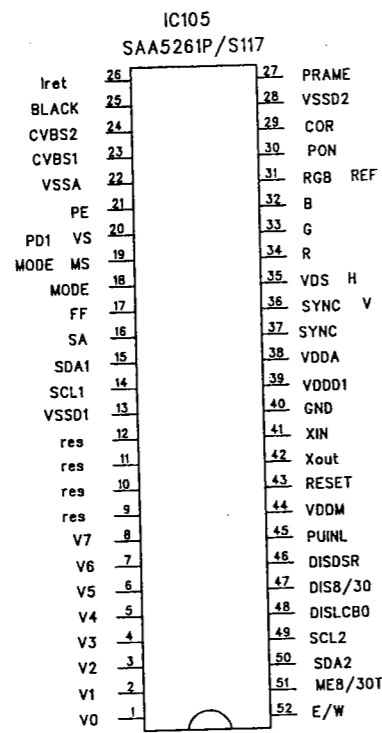 IC105
SAA5261P/S117
Iret 26 27 PRAME
BLACK 25 28 VSSD2
CVBS2 24 29 COR
CVBS1 23 30 PON
VSSA 22 31 RGB REF
PE 21 32 B
PD1 VS 20 33 G
MODE MS 19 34 R
MODE 18 35 VDS H
FF 17 36 SYNC V
SA 16 37 SYNC
SDA1 15 38 VDDA
SCL1 14 39 VDDD1
VSSD1 13 40 GND
res 12 41 XIN
res 11 42 Xout
res 10 43 RESET
res 9 44 VDDM
V7 8 45 PUINL
V6 7 46 DISDSR
V5 6 47 DIS8/30
V4 5 48 DISLCBO
V3 4 49 SCL2
V2 3 50 SDA2
V1 2 51 ME8/30T
V0 1 52 E/W